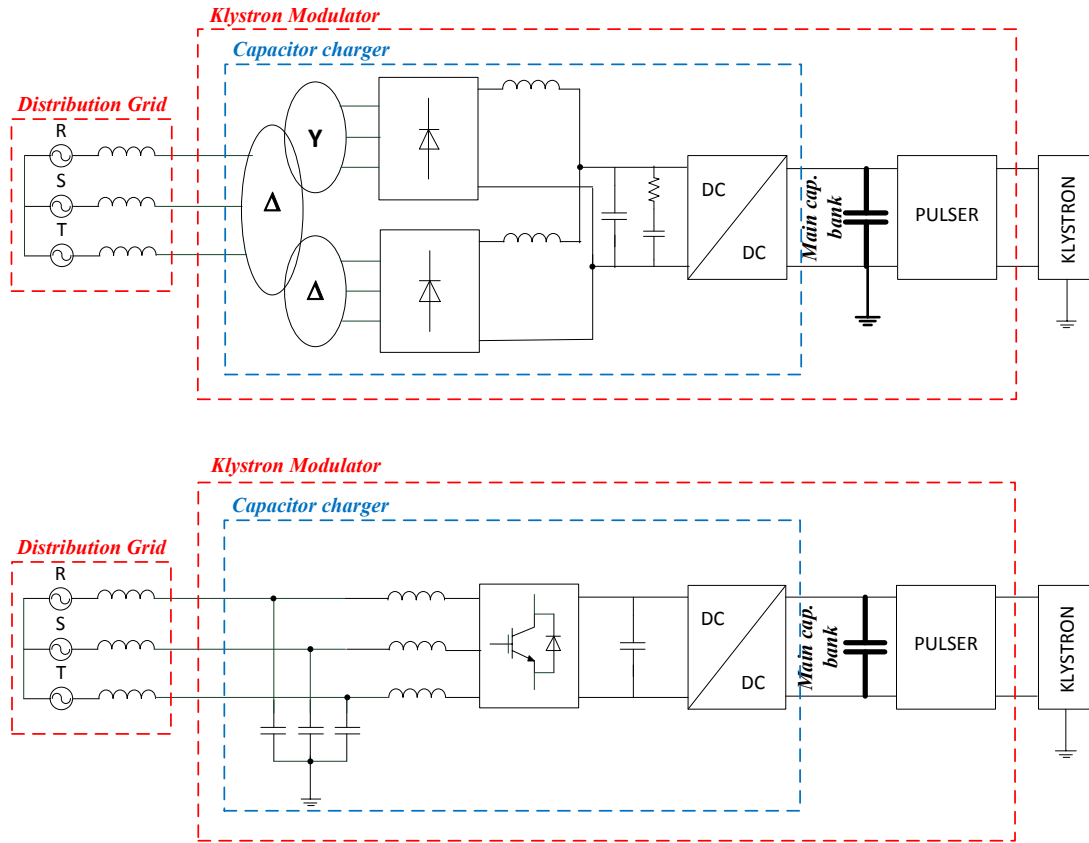 Klystron Modulator
Capacitor charger
Distribution Grid
R
S
T
Δ
Y
Δ
DC
DC
Main cap.
bank
PULSER
KLYSTRON
Klystron Modulator
Capacitor charger
Distribution Grid
R
S
T
DC
DC
Main cap.
bank
PULSER
KLYSTRON